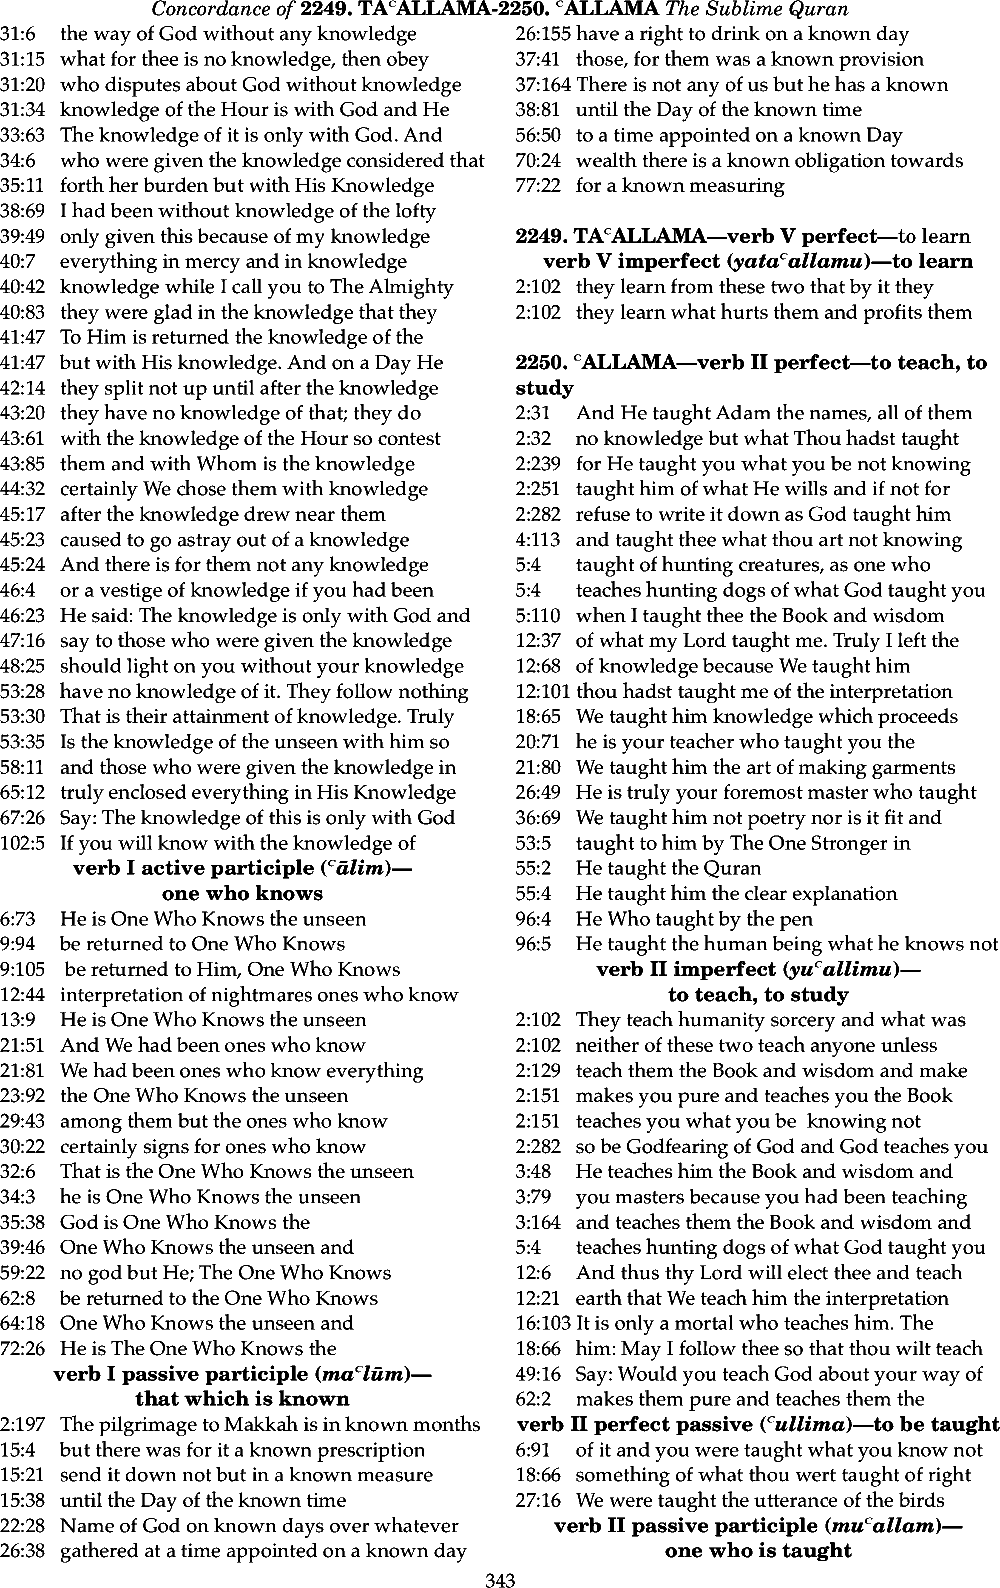 Concordance of 2249. TAᶜALLAMA-2250. ᶜALLAMA The Sublime Quran
31:6 the way of God without any knowledge
31:15 what for thee is no knowledge, then obey
31:20 who disputes about God without knowledge
31:34 knowledge of the Hour is with God and He
33:63 The knowledge of it is only with God. And
34:6 who were given the knowledge considered that
35:11 forth her burden but with His Knowledge
38:69 I had been without knowledge of the lofty
39:49 only given this because of my knowledge
40:7 everything in mercy and in knowledge
40:42 knowledge while I call you to The Almighty
40:83 they were glad in the knowledge that they
41:47 To Him is returned the knowledge of the
41:47 but with His knowledge. And on a Day He
42:14 they split not up until after the knowledge
43:20 they have no knowledge of that; they do
43:61 with the knowledge of the Hour so contest
43:85 them and with Whom is the knowledge
44:32 certainly We chose them with knowledge
45:17 after the knowledge drew near them
45:23 caused to go astray out of a knowledge
45:24 And there is for them not any knowledge
46:4 or a vestige of knowledge if you had been
46:23 He said: The knowledge is only with God and
47:16 say to those who were given the knowledge
48:25 should light on you without your knowledge
53:28 have no knowledge of it. They follow nothing
53:30 That is their attainment of knowledge. Truly
53:35 Is the knowledge of the unseen with him so
58:11 and those who were given the knowledge in
65:12 truly enclosed everything in His Knowledge
67:26 Say: The knowledge of this is only with God
102:5 If you will know with the knowledge of
verb I active participle (ᶜālim)—
one who knows
6:73 He is One Who Knows the unseen
9:94 be returned to One Who Knows
9:105 be returned to Him, One Who Knows
12:44 interpretation of nightmares ones who know
13:9 He is One Who Knows the unseen
21:51 And We had been ones who know
21:81 We had been ones who know everything
23:92 the One Who Knows the unseen
29:43 among them but the ones who know
30:22 certainly signs for ones who know
32:6 That is the One Who Knows the unseen
34:3 he is One Who Knows the unseen
35:38 God is One Who Knows the
39:46 One Who Knows the unseen and
59:22 no god but He; The One Who Knows
62:8 be returned to the One Who Knows
64:18 One Who Knows the unseen and
72:26 He is The One Who Knows the
verb I passive participle (maᶜlūm)—
that which is known
2:197 The pilgrimage to Makkah is in known months
15:4 but there was for it a known prescription
15:21 send it down not but in a known measure
15:38 until the Day of the known time
22:28 Name of God on known days over whatever
26:38 gathered at a time appointed on a known day
26:155 have a right to drink on a known day
37:41 those, for them was a known provision
37:164 There is not any of us but he has a known
38:81 until the Day of the known time
56:50 to a time appointed on a known Day
70:24 wealth there is a known obligation towards
77:22 for a known measuring
2249. TAᶜALLAMA—verb V perfect—to learn
verb V imperfect (yataᶜallamu)—to learn
2:102 they learn from these two that by it they
2:102 they learn what hurts them and profits them
2250. ᶜALLAMA—verb II perfect—to teach, to
study
2:31 And He taught Adam the names, all of them
2:32 no knowledge but what Thou hadst taught
2:239 for He taught you what you be not knowing
2:251 taught him of what He wills and if not for
2:282 refuse to write it down as God taught him
4:113 and taught thee what thou art not knowing
5:4 taught of hunting creatures, as one who
5:4 teaches hunting dogs of what God taught you
5:110 when I taught thee the Book and wisdom
12:37 of what my Lord taught me. Truly I left the
12:68 of knowledge because We taught him
12:101 thou hadst taught me of the interpretation
18:65 We taught him knowledge which proceeds
20:71 he is your teacher who taught you the
21:80 We taught him the art of making garments
26:49 He is truly your foremost master who taught
36:69 We taught him not poetry nor is it fit and
53:5 taught to him by The One Stronger in
55:2 He taught the Quran
55:4 He taught him the clear explanation
96:4 He Who taught by the pen
96:5 He taught the human being what he knows not
verb II imperfect (yuᶜallimu)—
to teach, to study
2:102 They teach humanity sorcery and what was
2:102 neither of these two teach anyone unless
2:129 teach them the Book and wisdom and make
2:151 makes you pure and teaches you the Book
2:151 teaches you what you be knowing not
2:282 so be Godfearing of God and God teaches you
3:48 He teaches him the Book and wisdom and
3:79 you masters because you had been teaching
3:164 and teaches them the Book and wisdom and
5:4 teaches hunting dogs of what God taught you
12:6 And thus thy Lord will elect thee and teach
12:21 earth that We teach him the interpretation
16:103 It is only a mortal who teaches him. The
18:66 him: May I follow thee so that thou wilt teach
49:16 Say: Would you teach God about your way of
62:2 makes them pure and teaches them the
verb II perfect passive (ᶜullima)—to be taught
6:91 of it and you were taught what you know not
18:66 something of what thou wert taught of right
27:16 We were taught the utterance of the birds
verb II passive participle (muᶜallam)—
one who is taught
343